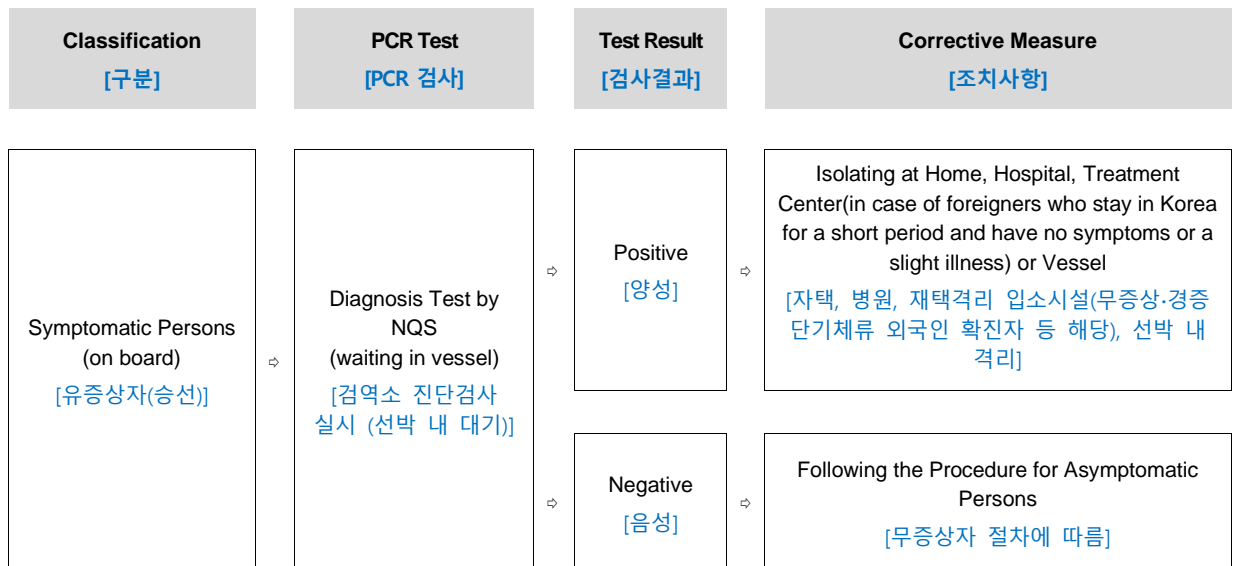 Classification
[구분]
PCR Test
[PCR 검사]
Test Result
[검사결과]
Corrective Measure
[조치사항]
Symptomatic Persons
(on board)
[유증상자(승선)]
⇨
Diagnosis Test by
NQS
(waiting in vessel)
[검역소 진단검사
실시 (선박 내 대기)]
⇨
Positive
[양성]
⇨
Isolating at Home, Hospital, Treatment
Center(in case of foreigners who stay in Korea
for a short period and have no symptoms or a
slight illness) or Vessel
[자택, 병원, 재택격리 입소시설(무증상·경증
단기체류 외국인 확진자 등 해당), 선박 내
격리]
⇨
Negative
[음성]
⇨
Following the Procedure for Asymptomatic
Persons
[무증상자 절차에 따름]